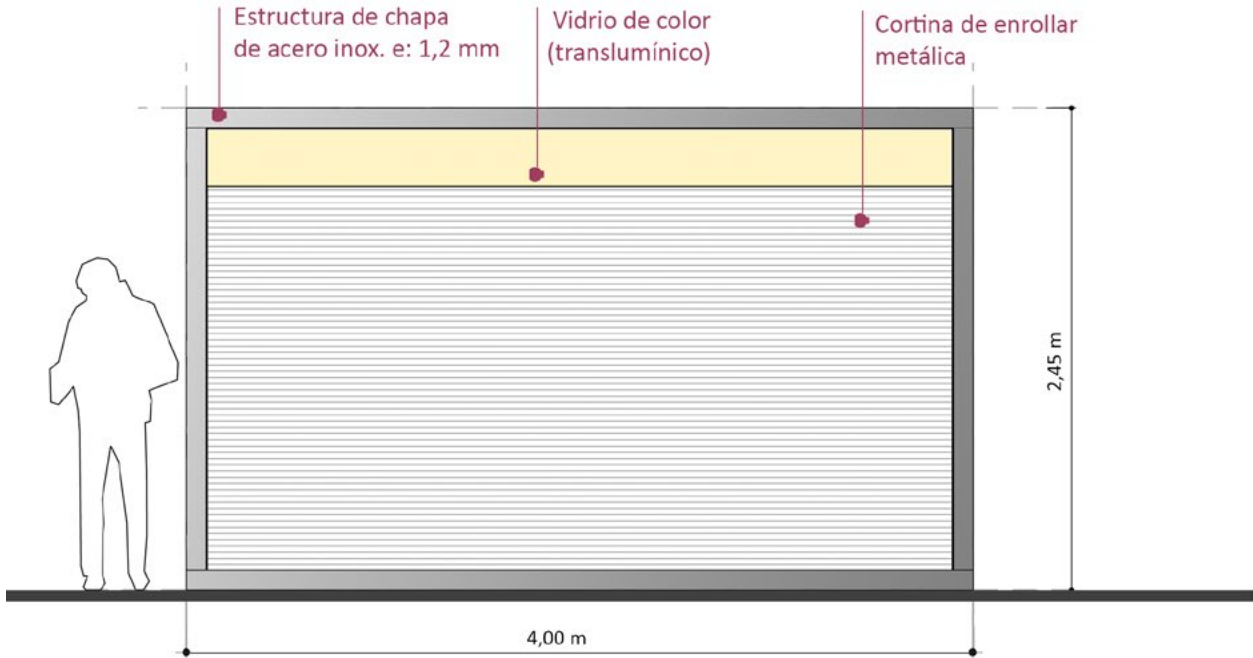 Estructura de chapa
de acero inox. e: 1,2 mm
Vidrio de color
(translumínico)
Cortina de enrollar
metálica
2,45 m
4,00 m